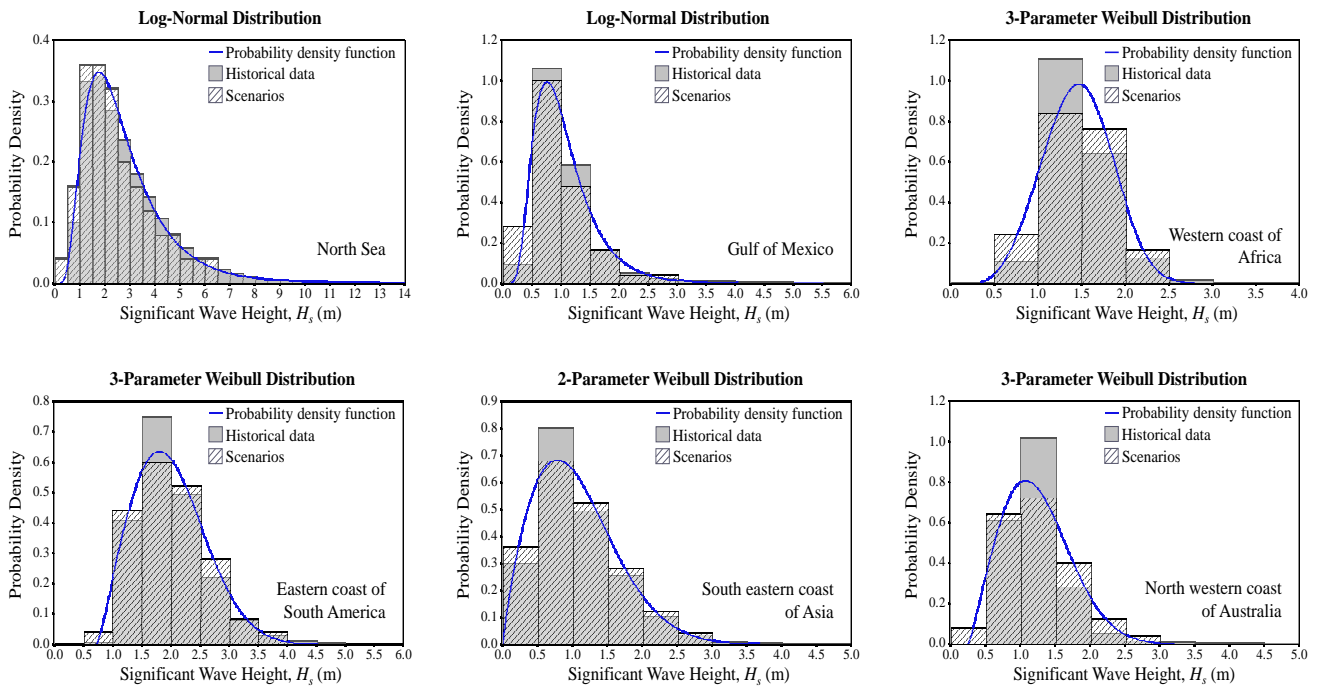 Log-Normal Distribution
0.4
0.3
0.2
0.1
0.0
Probability Density
Probability density function
Historical data
Scenarios
North Sea
0 1 2 3 4 5 6 7 8 9 10 11 12 13 14
Significant Wave Height, Hs (m)
Log-Normal Distribution
1.2
1.0
0.8
0.6
0.4
0.2
0.0
Probability Density
Probability density function
Historical data
Scenarios
Gulf of Mexico
0.0 0.5 1.0 1.5 2.0 2.5 3.0 3.5 4.0 4.5 5.0 6.0
Significant Wave Height, Hs (m)
3-Parameter Weibull Distribution
1.2
1.0
0.8
0.6
0.4
0.2
Probability Density
Probability density function
Historical data
Scenarios
Western coast of
Africa
0.0 0.5 1.0 1.5 2.0 2.5 3.0 4.0
Significant Wave Height, Hs (m)
3-Parameter Weibull Distribution
0.8
0.7
0.6
0.5
0.4
0.3
0.2
0.1
0.0
Probability Density
Probability density function
Historical data
Scenarios
Eastern coast of
South America
0.0 0.5 1.0 1.5 2.0 2.5 3.0 3.5 4.0 4.5 5.0 6.0
Significant Wave Height, Hs (m)
2-Parameter Weibull Distribution
0.9
0.8
0.7
0.6
0.5
0.4
0.3
0.2
0.1
0.0
Probability Density
Probability density function
Historical data
Scenarios
South eastern coast
of Asia
0.0 0.5 1.0 1.5 2.0 2.5 3.0 3.5 4.0 5.0
Significant Wave Height, Hs (m)
3-Parameter Weibull Distribution
1.2
1.0
0.8
0.6
0.4
0.2
0.0
Probability Density
Probability density function
Historical data
Scenarios
North western coast
of Australia
0.0 0.5 1.0 1.5 2.0 2.5 3.0 3.5 4.5 5.0
Significant Wave Height, Hs (m)